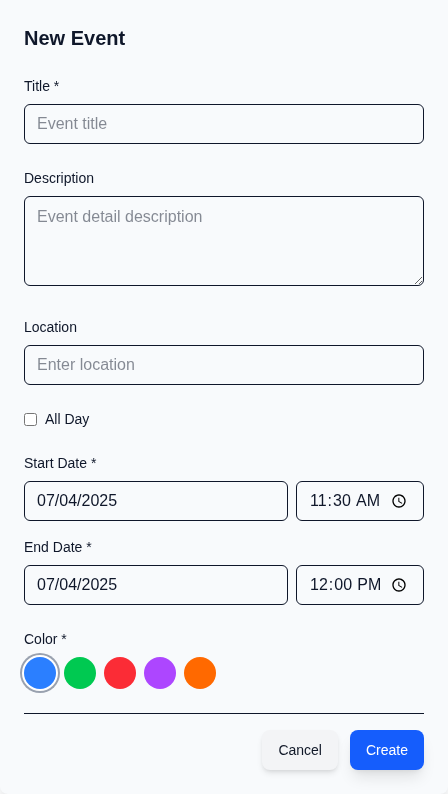 New Event
Title *
Event title
Description
Event detail description
Location
Enter location
All Day
Start Date *
07/04/2025 11:30 AM
End Date *
07/04/2025 12:00 PM
Color *
Cancel Create